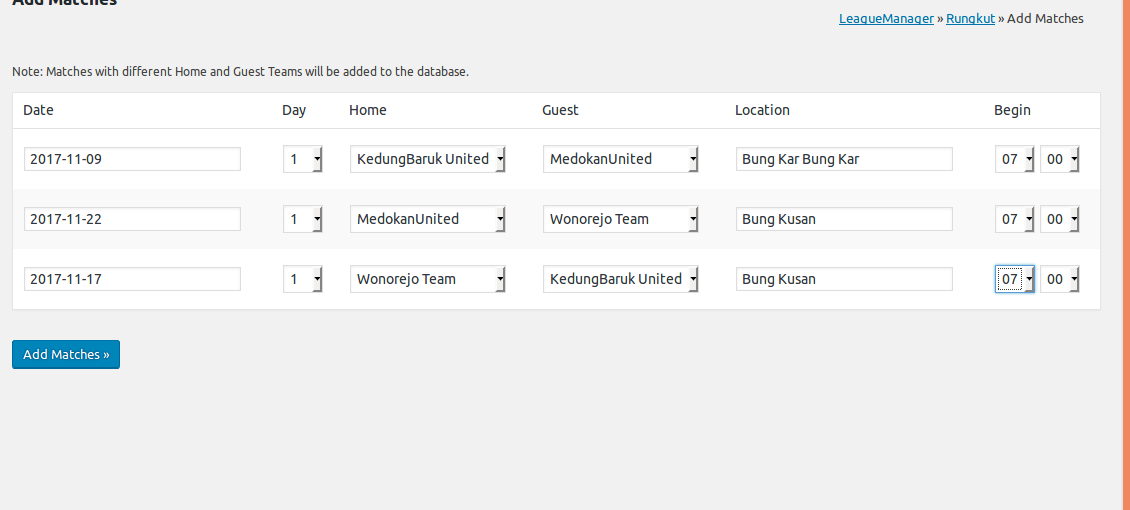 Add Matches
LeagueManager » Rungkut » Add Matches
Note: Matches with different Home and Guest Teams will be added to the database.
Date Day Home Guest Location Begin
2017-11-09 1 KedungBaruk United MedokanUnited Bung Kar Bung Kar 07 00
2017-11-22 1 MedokanUnited Wonorejo Team Bung Kusan 07 00
2017-11-17 1 Wonorejo Team KedungBaruk United Bung Kusan 07 00
Add Matches »